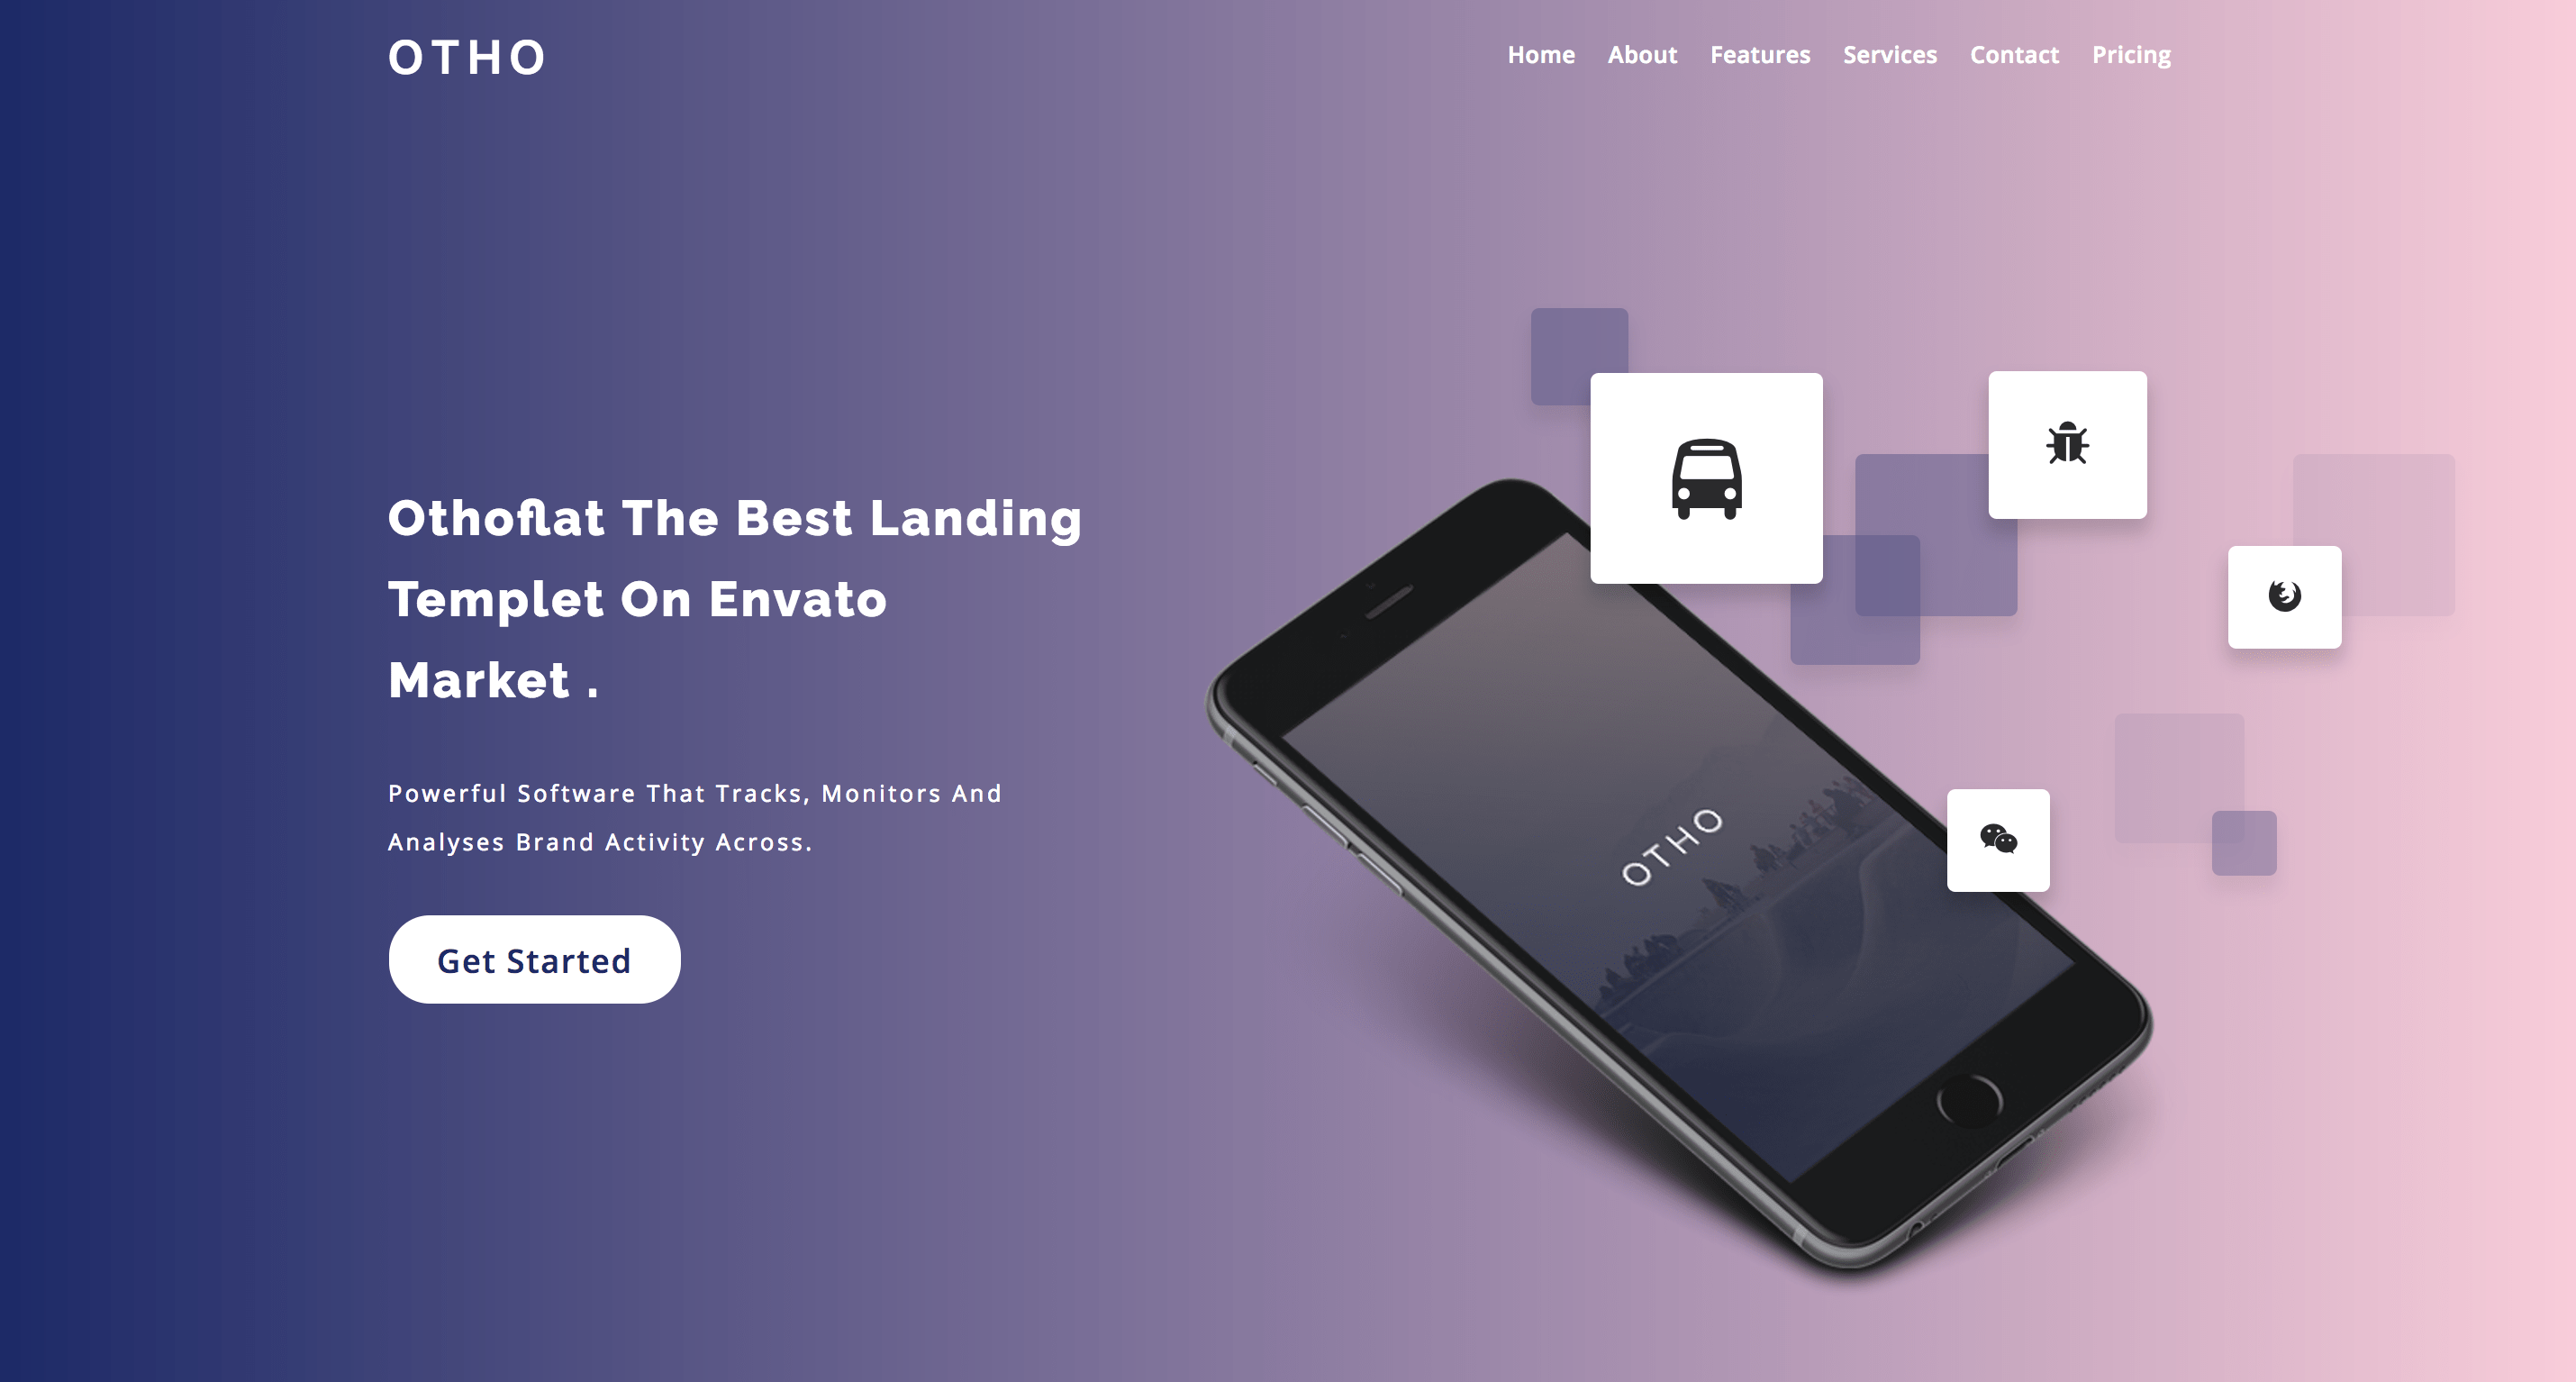 OTHO
Home About Features Services Contact Pricing
Othoflat The Best Landing
Templet On Envato
Market .
Powerful Software That Tracks, Monitors And
Analyses Brand Activity Across.
Get Started
OTHO